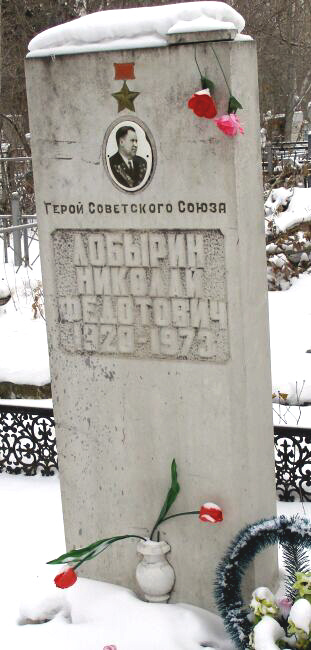 Герой Советского Союза
ЛОБЫРИН
НИКОЛАЙ
ФЕДОТОВИЧ
1920-1973